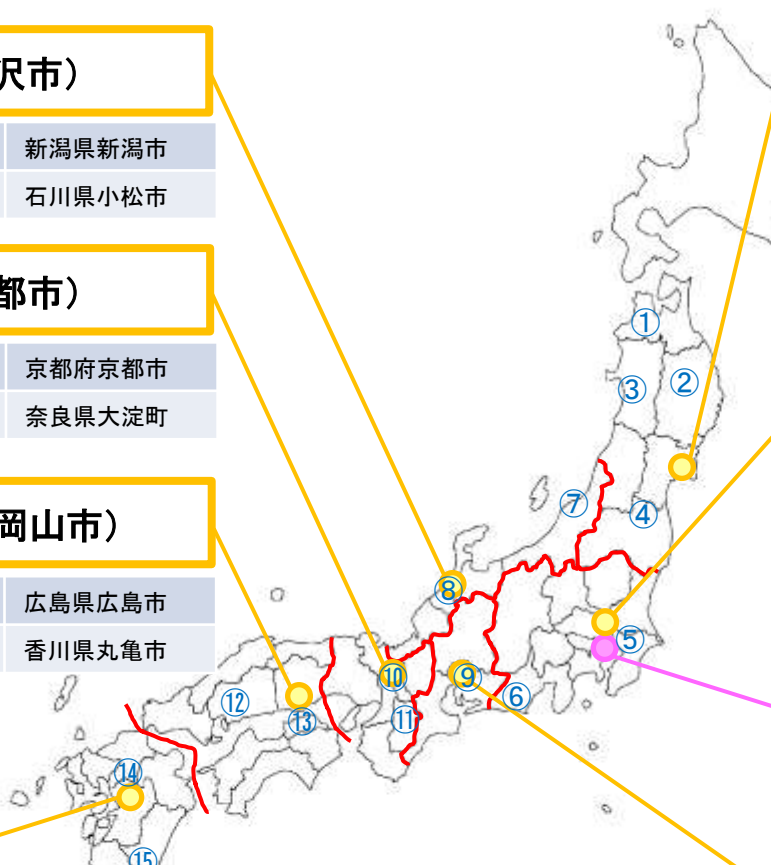 沢市）
新潟県新潟市
石川県小松市
都市）
京都府京都市
奈良県大淀町
岡山市）
広島県広島市
香川県丸亀市
①
②
③
④
⑤
⑥
⑦
⑧
⑨
⑩
⑪
⑫
⑬
⑭
⑮